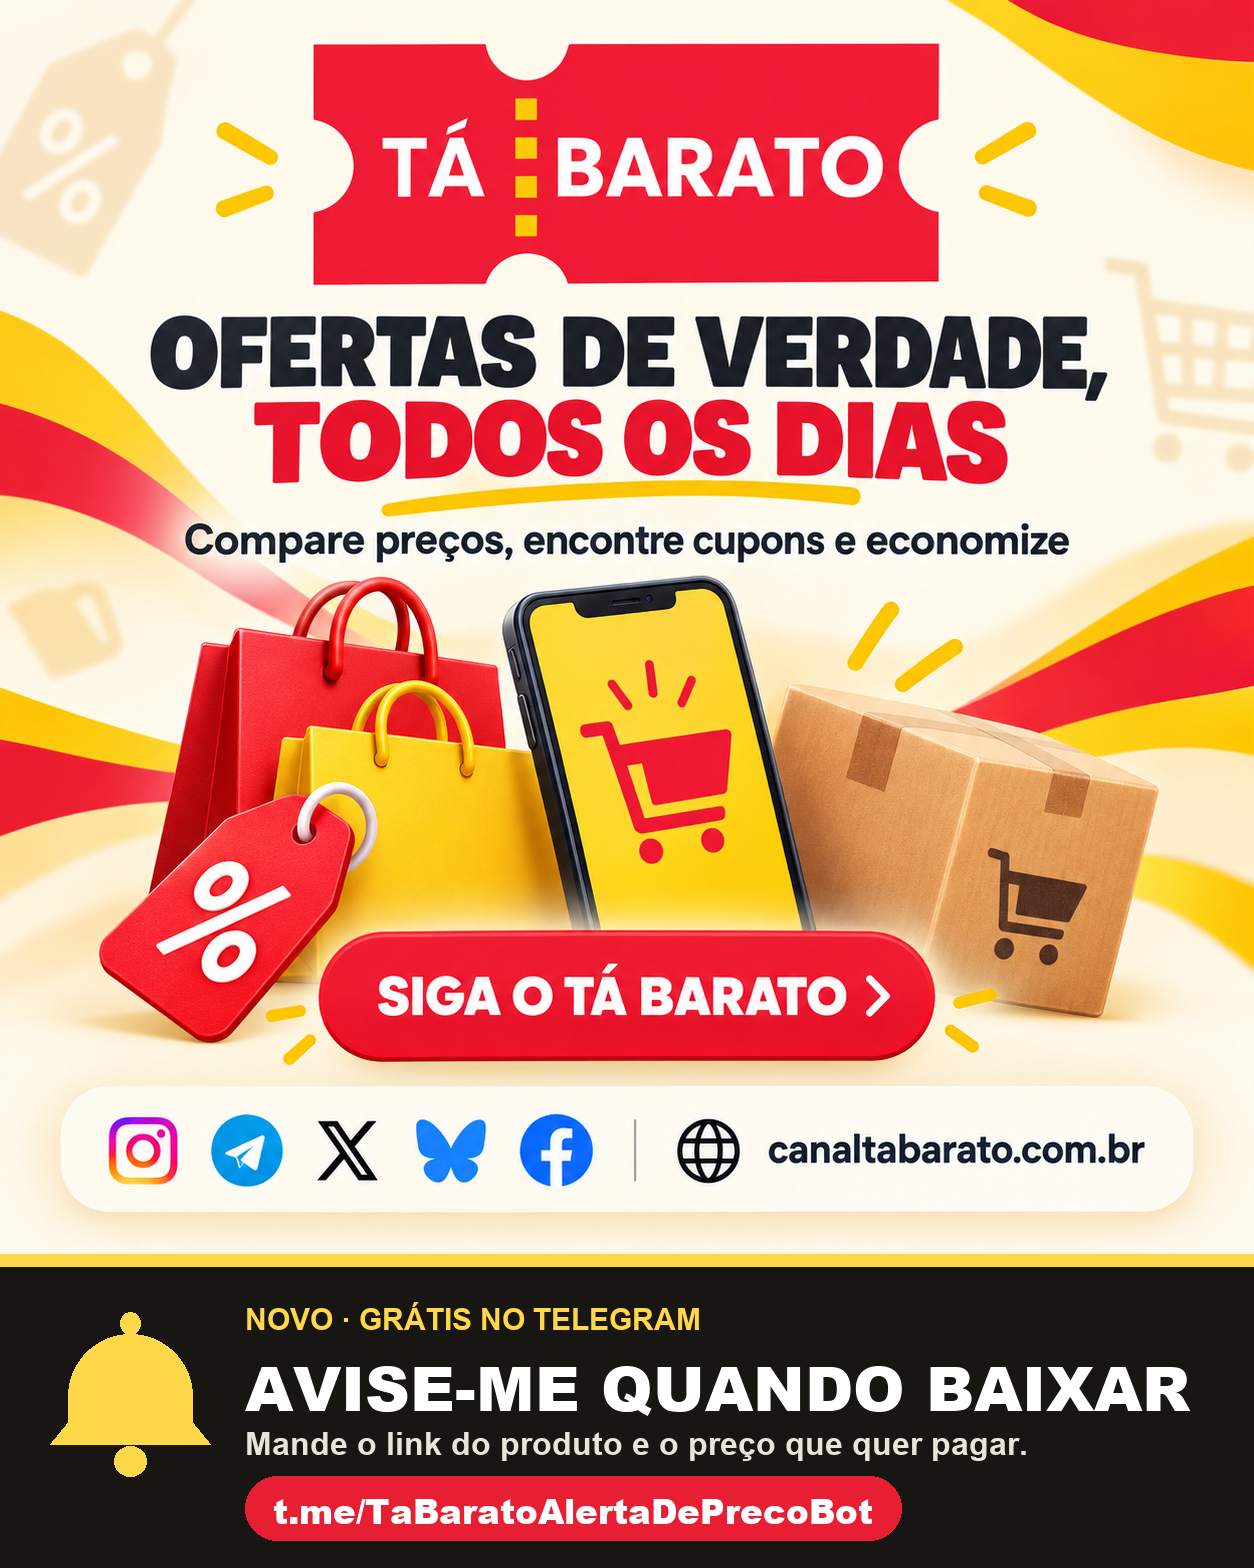 TÁ BARATO
OFERTAS DE VERDADE,
TODOS OS DIAS
Compare preços, encontre cupons e economize
%
%
SIGA O TÁ BARATO
canaltabarato.com.br
NOVO · GRÁTIS NO TELEGRAM
AVISE-ME QUANDO BAIXAR
Mande o link do produto e o preço que quer pagar.
t.me/TaBaratoAlertaDePrecoBot